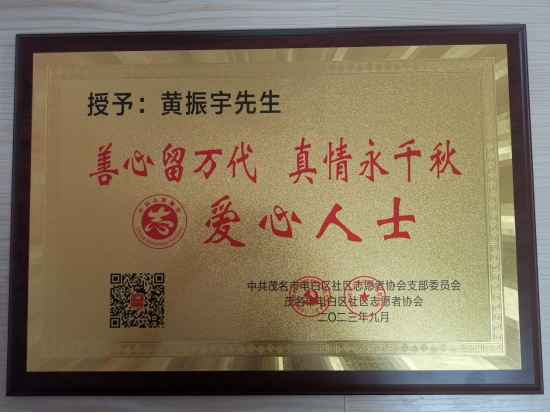 授予：黄振宇先生
善心留万代 真情永千秋
爱心人士
中共茂名市电白区社区志愿者协会支部委员会
茂名市电白区社区志愿者协会
二〇二三年九月